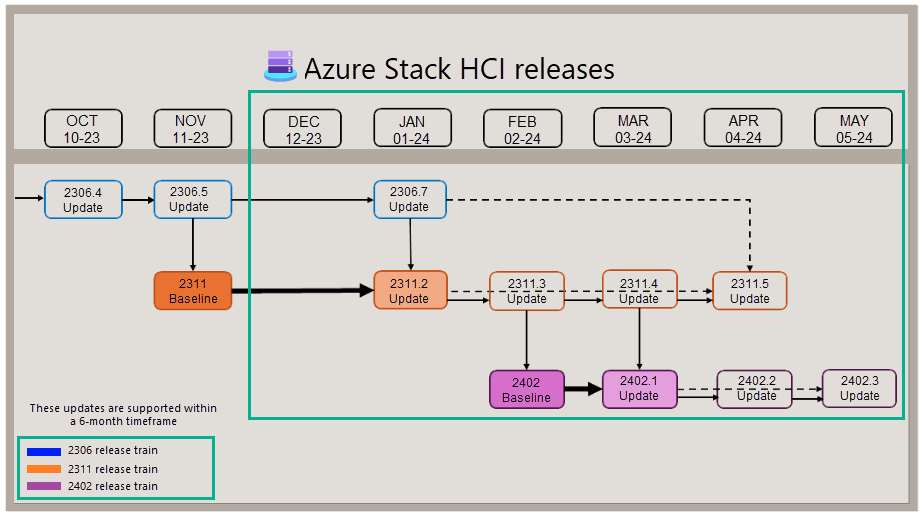 Azure Stack HCI releases
OCT
10-23
NOV
11-23
DEC
12-23
JAN
01-24
FEB
02-24
MAR
03-24
APR
04-24
MAY
05-24
2306.4
Update
2306.5
Update
2306.7
Update
2311
Baseline
2311.2
Update
2311.3
Update
2311.4
Update
2311.5
Update
2402
Baseline
2402.1
Update
2402.2
Update
2402.3
Update
These updates are supported within
a 6-month timeframe
2306 release train
2311 release train
2402 release train